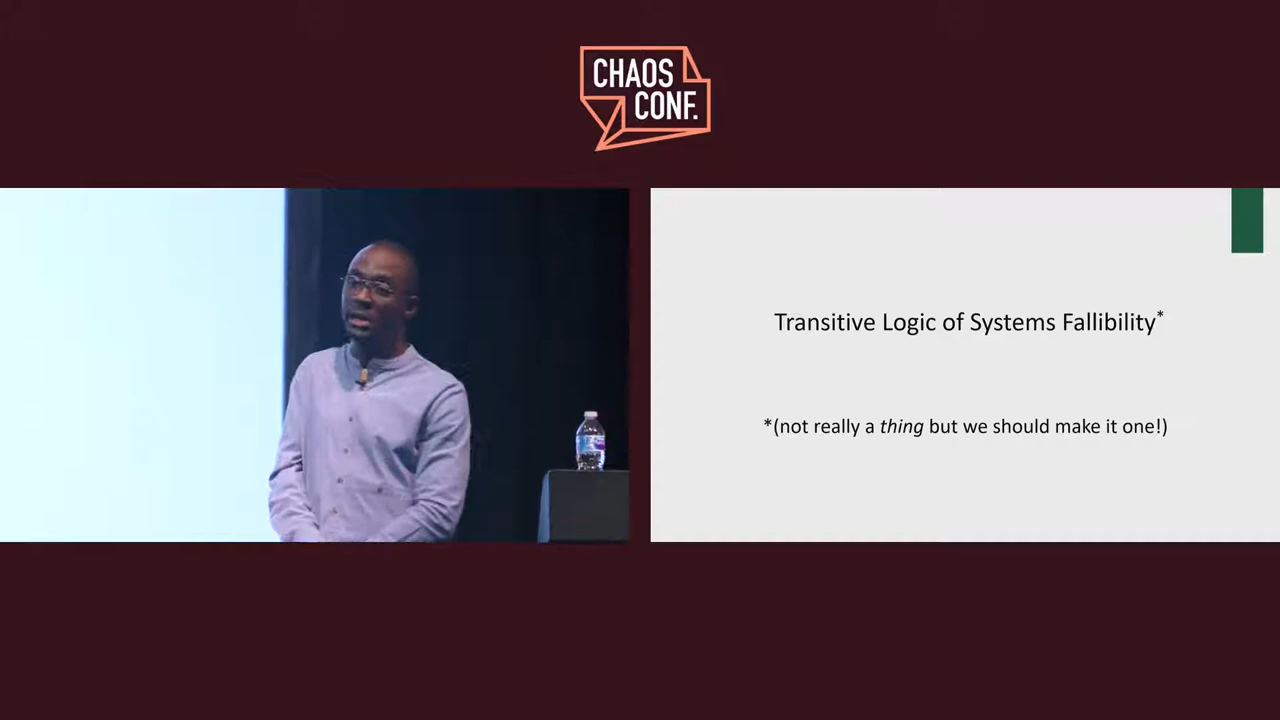 CHAOS
CONF.
Transitive Logic of Systems Fallibility*
*(not really a thing but we should make it one!)